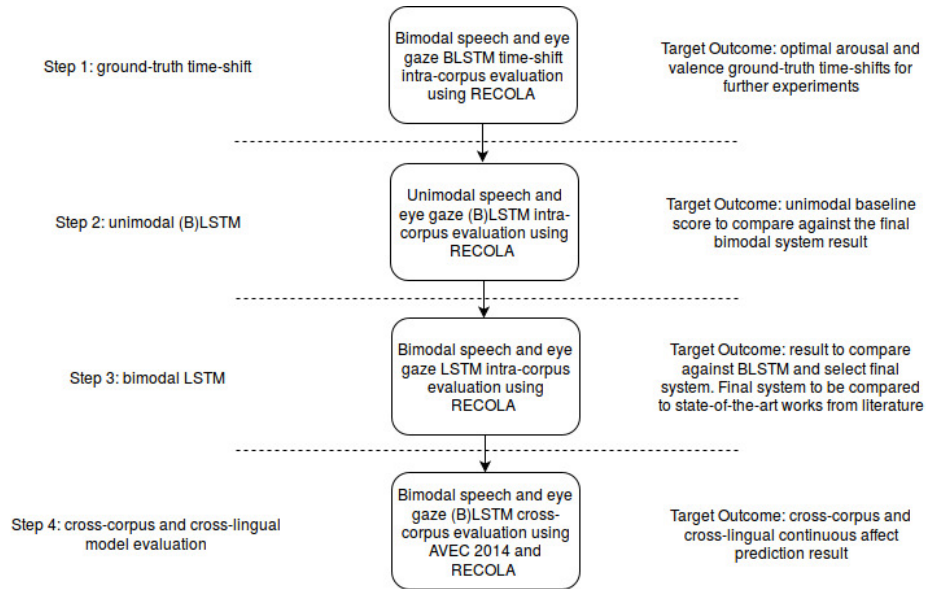 Step 1: ground-truth time-shift
Bimodal speech and eye
gaze BLSTM time-shift
intra-corpus evaluation
using RECOLA
Target Outcome: optimal arousal and
valence ground-truth time-shifts for
further experiments
Step 2: unimodal (B)LSTM
Unimodal speech and
eye gaze (B)LSTM intra-
corpus evaluation using
RECOLA
Target Outcome: unimodal baseline
score to compare against the final
bimodal system result
Step 3: bimodal LSTM
Bimodal speech and eye
gaze LSTM intra-corpus
evaluation using
RECOLA
Target Outcome: result to compare
against BLSTM and select final
system. Final system to be compared
to state-of-the-art works from literature
Step 4: cross-corpus and cross-lingual
model evaluation
Bimodal speech and eye
gaze (B)LSTM cross-
corpus evaluation using
AVEC 2014 and
RECOLA
Target Outcome: cross-corpus and
cross-lingual continuous affect
prediction result